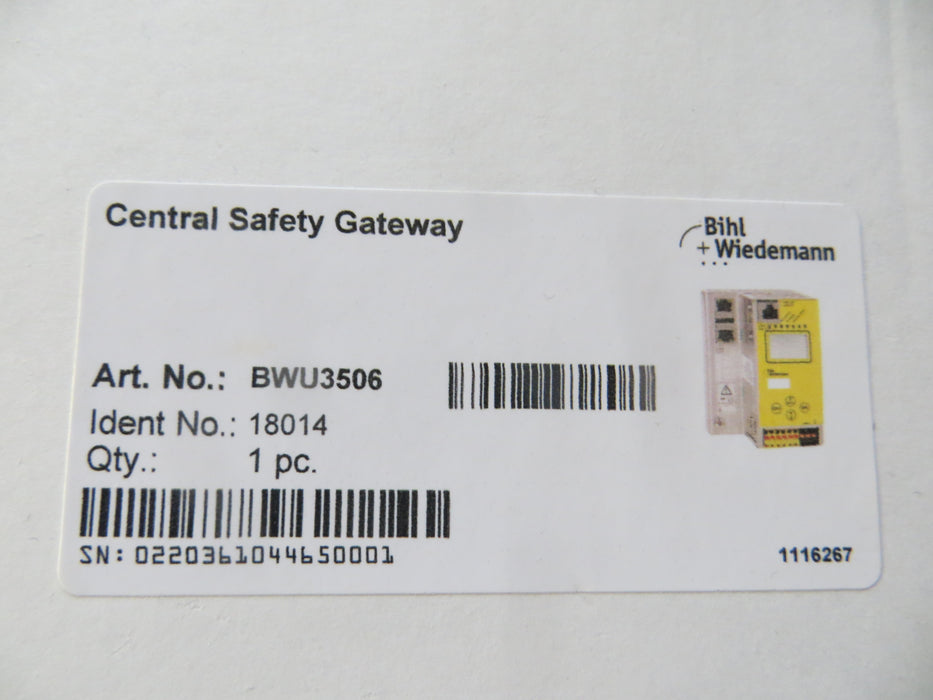 Central Safety Gateway
Bihl
+ Wiedemann
Art. No.: BWU3506
Ident No.: 18014
Qty.: 1 pc.
SN: 0220361044650001
1116267